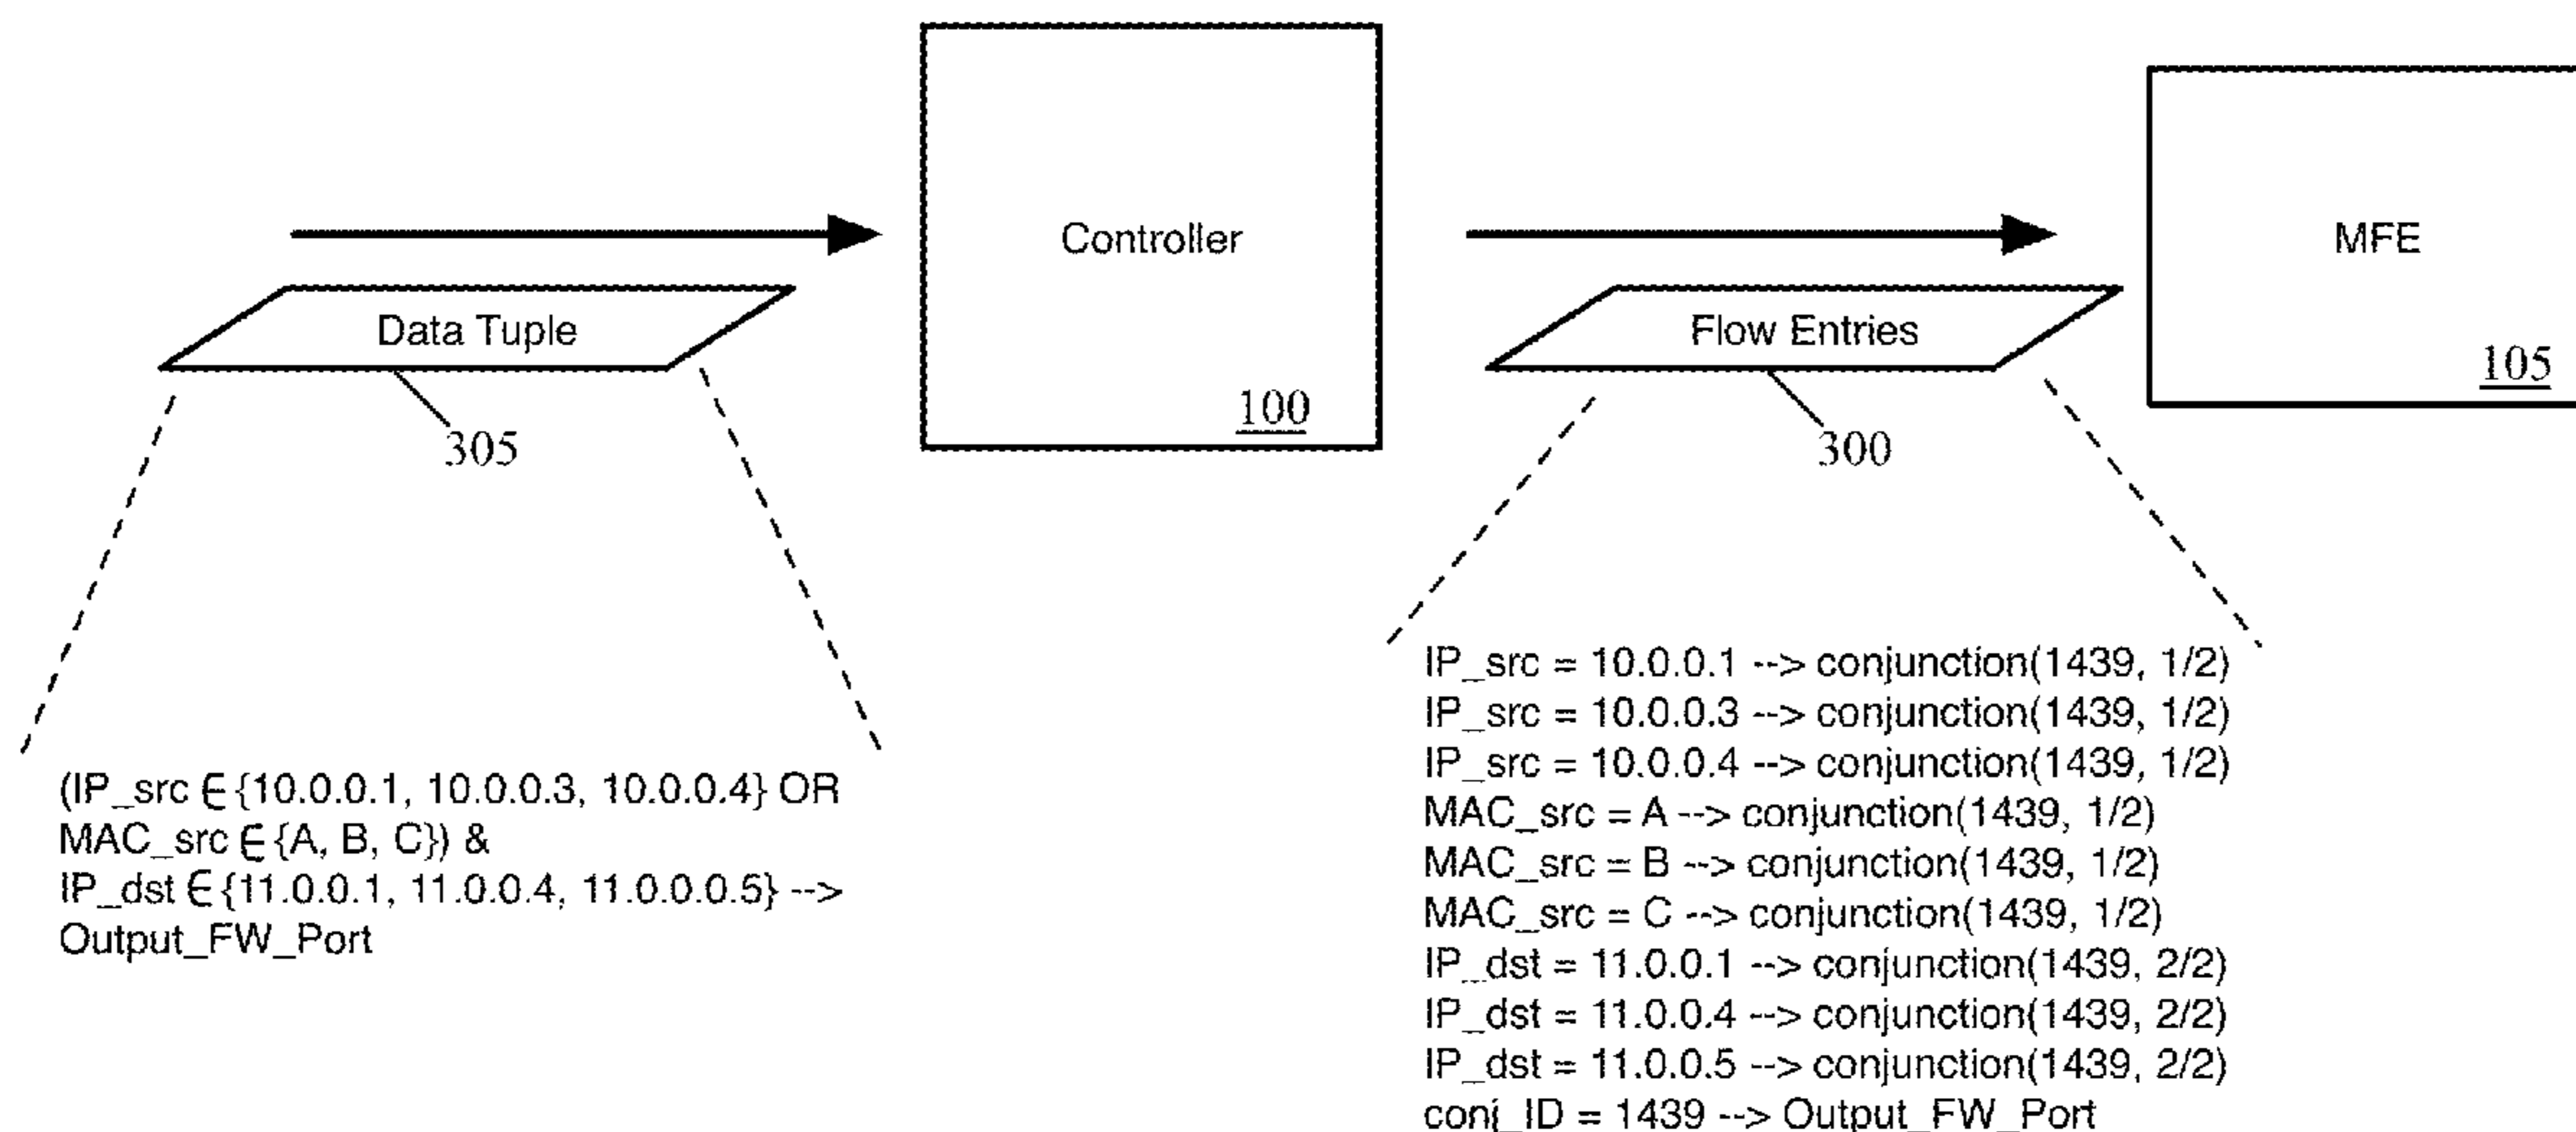 Controller
100
MFE
105
Data Tuple
305
Flow Entries
300
(IP_src ∈ {10.0.0.1, 10.0.0.3, 10.0.0.4} OR
MAC_src ∈ {A, B, C}) &
IP_dst ∈ {11.0.0.1, 11.0.0.4, 11.0.0.0.5} -->
Output_FW_Port
IP_src = 10.0.0.1 --> conjunction(1439, 1/2)
IP_src = 10.0.0.3 --> conjunction(1439, 1/2)
IP_src = 10.0.0.4 --> conjunction(1439, 1/2)
MAC_src = A --> conjunction(1439, 1/2)
MAC_src = B --> conjunction(1439, 1/2)
MAC_src = C --> conjunction(1439, 1/2)
IP_dst = 11.0.0.1 --> conjunction(1439, 2/2)
IP_dst = 11.0.0.4 --> conjunction(1439, 2/2)
IP_dst = 11.0.0.5 --> conjunction(1439, 2/2)
conj_ID = 1439 --> Output_FW_Port